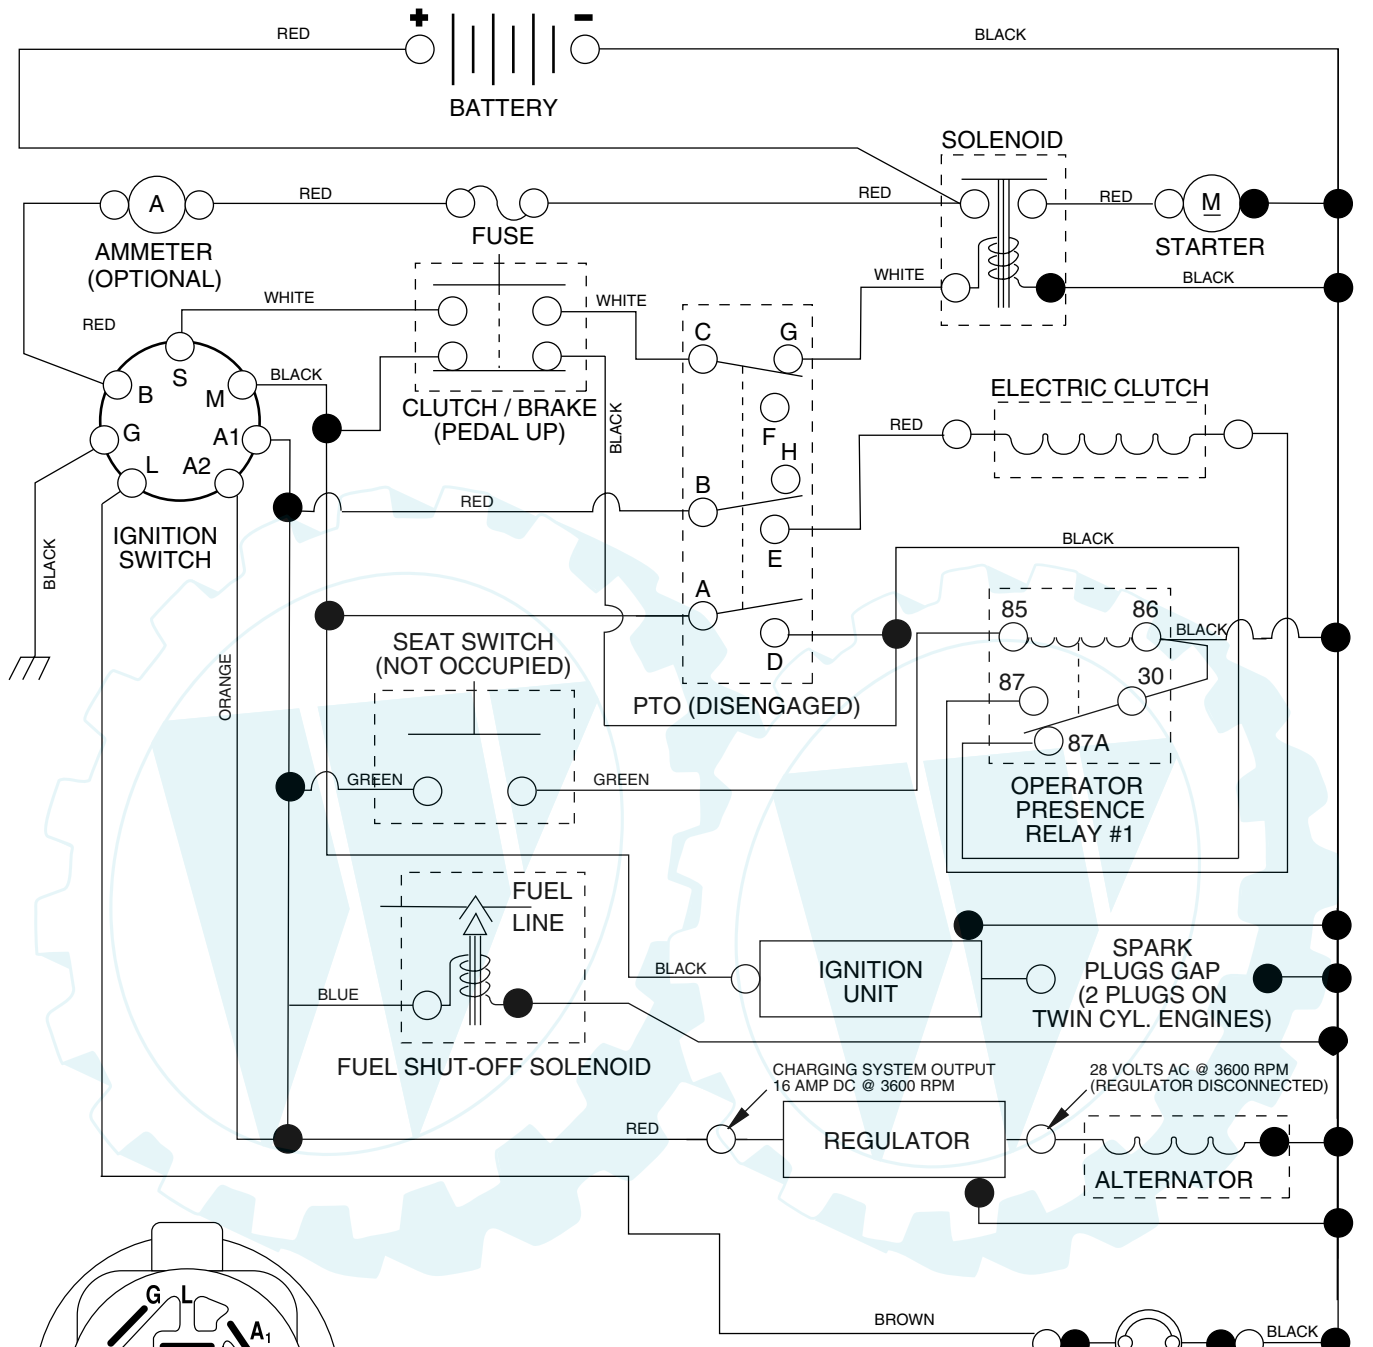 +
−
RED
BLACK
BATTERY
SOLENOID
A
RED
RED
RED
M
AMMETER
(OPTIONAL)
FUSE
STARTER
WHITE
BLACK
WHITE
WHITE
RED
C
G
S
B
M
BLACK
ELECTRIC CLUTCH
CLUTCH / BRAKE
(PEDAL UP)
BLACK
F
RED
G
A1
H
L
A2
B
RED
IGNITION
SWITCH
E
BLACK
BLACK
A
85
86
BLACK
SEAT SWITCH
(NOT OCCUPIED)
D
ORANGE
87
30
PTO (DISENGAGED)
87A
GREEN
GREEN
OPERATOR
PRESENCE
RELAY #1
FUEL
LINE
BLACK
IGNITION
UNIT
SPARK
PLUGS GAP
(2 PLUGS ON
TWIN CYL. ENGINES)
BLUE
FUEL SHUT-OFF SOLENOID
CHARGING SYSTEM OUTPUT
16 AMP DC @ 3600 RPM
28 VOLTS AC @ 3600 RPM
(REGULATOR DISCONNECTED)
RED
REGULATOR
ALTERNATOR
G
L
A1
BROWN
BLACK